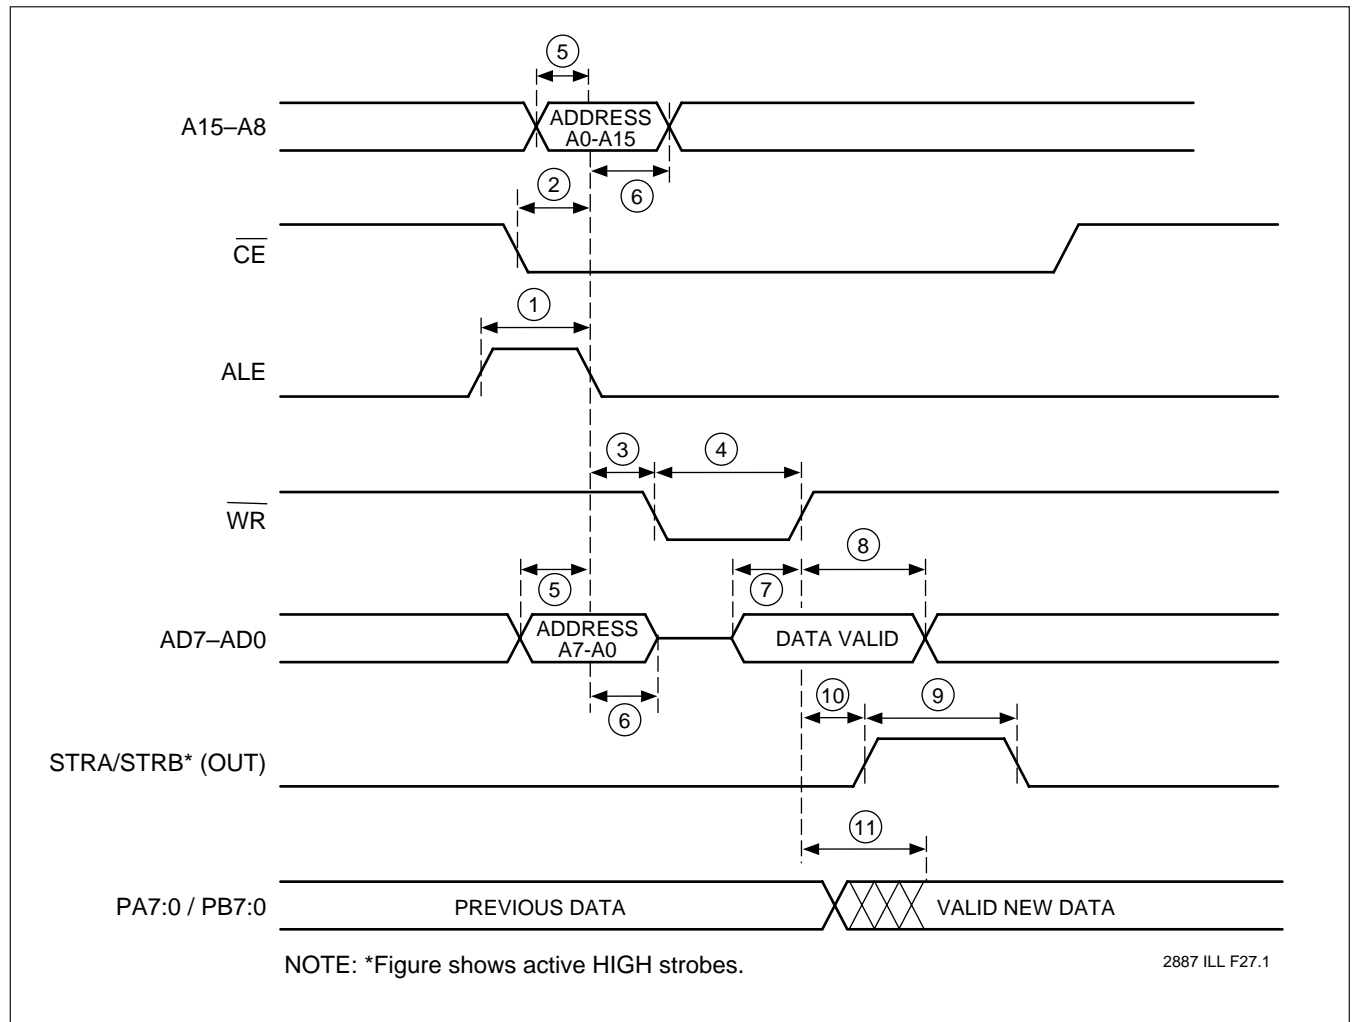 5
A15–A8
ADDRESS
A0-A15
6
2
CE
1
ALE
3
4
WR
8
5
7
AD7–AD0
ADDRESS
A7-A0
DATA VALID
6
10
9
STRA/STRB* (OUT)
11
PA7:0 / PB7:0
PREVIOUS DATA
VALID NEW DATA
NOTE: *Figure shows active HIGH strobes.
2887 ILL F27.1